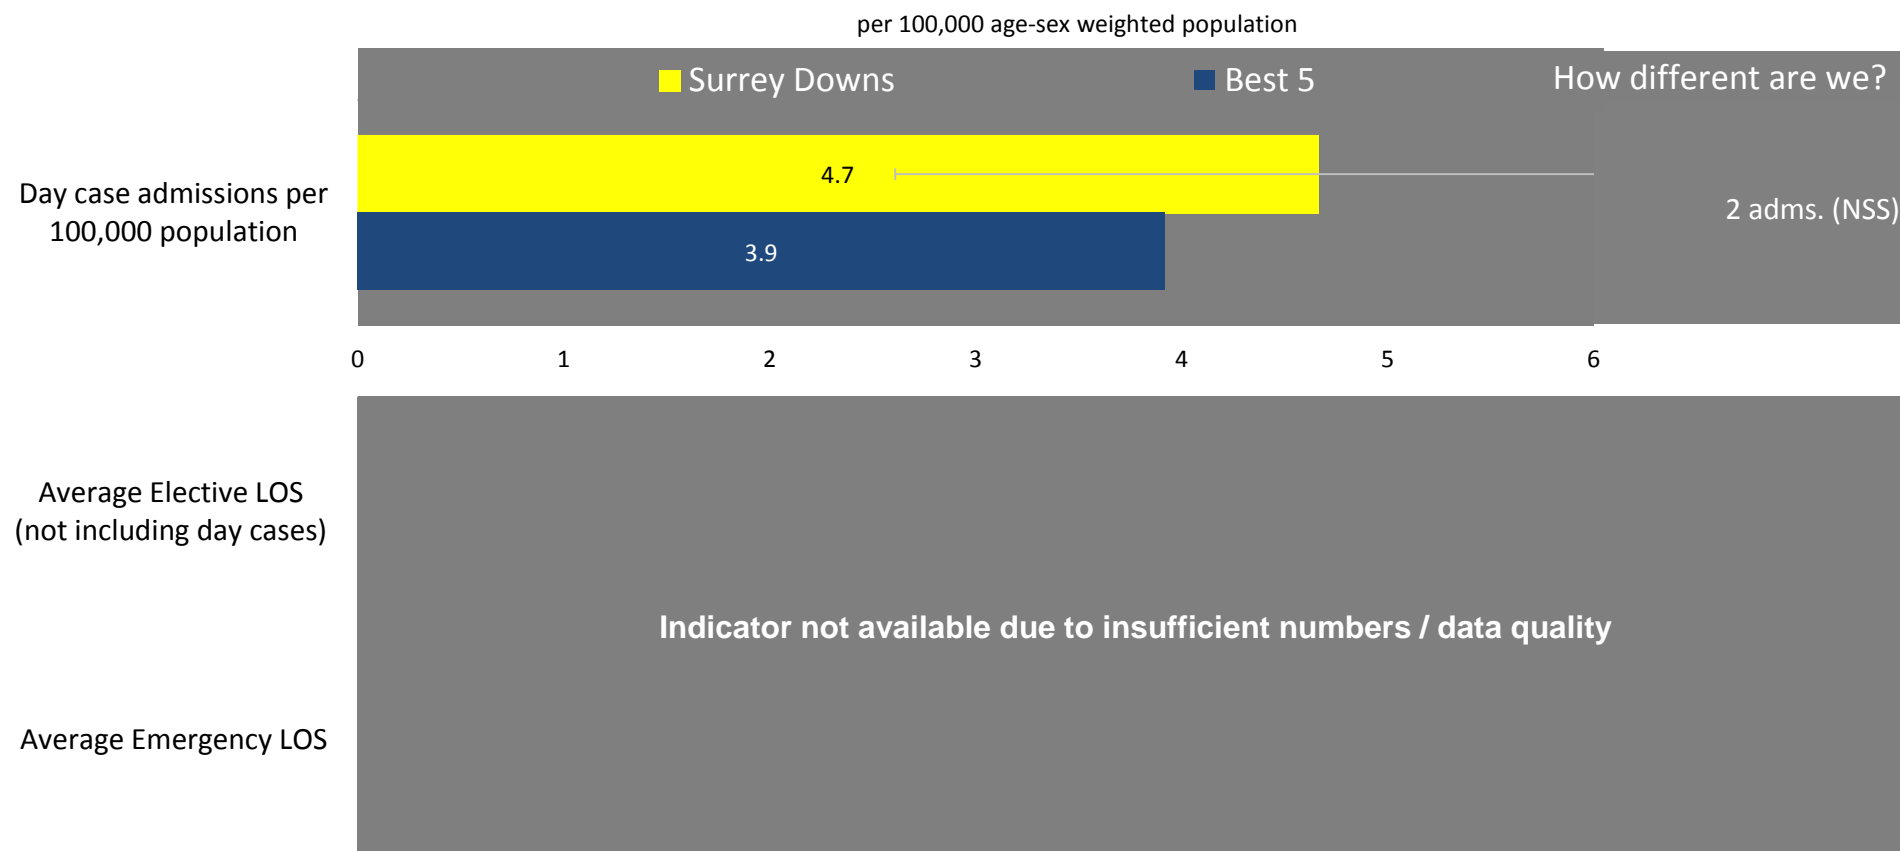 per 100,000 age-sex weighted population
Surrey Downs
Best 5
How different are we?
Day case admissions per
100,000 population
4.7
3.9
2 adms. (NSS)
0 1 2 3 4 5 6
Average Elective LOS
(not including day cases)
Indicator not available due to insufficient numbers / data quality
Average Emergency LOS